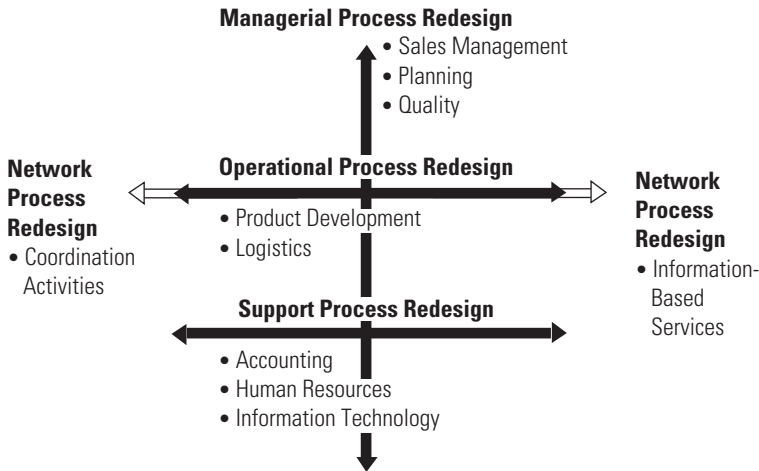 Managerial Process Redesign
• Sales Management
• Planning
• Quality
Network
Process
Redesign
• Coordination
Activities
Operational Process Redesign
• Product Development
• Logistics
Network
Process
Redesign
• Information-
Based
Services
Support Process Redesign
• Accounting
• Human Resources
• Information Technology